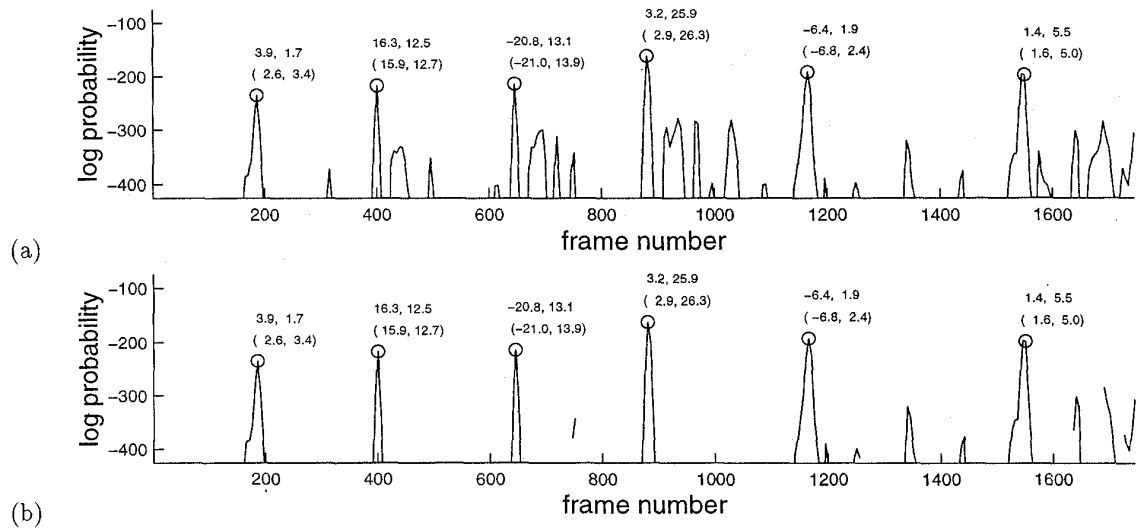 log probability
−100
−200
−300
−400
3.9, 1.7
( 2.6, 3.4)
16.3, 12.5
(15.9, 12.7)
−20.8, 13.1
(−21.0, 13.9)
3.2, 25.9
( 2.9, 26.3)
−6.4, 1.9
(−6.8, 2.4)
1.4, 5.5
( 1.6, 5.0)
200 400 600 800 1000 1200 1400 1600
frame number
(a)
log probability
−100
−200
−300
−400
3.9, 1.7
( 2.6, 3.4)
16.3, 12.5
(15.9, 12.7)
−20.8, 13.1
(−21.0, 13.9)
3.2, 25.9
( 2.9, 26.3)
−6.4, 1.9
(−6.8, 2.4)
1.4, 5.5
( 1.6, 5.0)
200 400 600 800 1000 1200 1400 1600
frame number
(b)